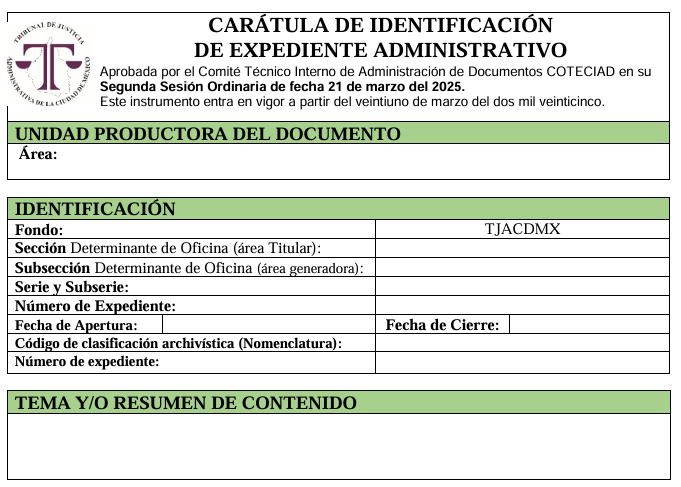 TRIBUNAL DE JUSTICIA
ADMINISTRATIVA DE LA CIUDAD DE MÉXICO
CARÁTULA DE IDENTIFICACIÓN
DE EXPEDIENTE ADMINISTRATIVO
Aprobada por el Comité Técnico Interno de Administración de Documentos COTECIAD en su
Segunda Sesión Ordinaria de fecha 21 de marzo del 2025.
Este instrumento entra en vigor a partir del veintiuno de marzo del dos mil veinticinco.
UNIDAD PRODUCTORA DEL DOCUMENTO
Área:
IDENTIFICACIÓN
Fondo: TJACDMX
Sección Determinante de Oficina (área Titular):
Subsección Determinante de Oficina (área generadora):
Serie y Subserie:
Número de Expediente:
Fecha de Apertura: Fecha de Cierre:
Código de clasificación archivística (Nomenclatura):
Número de expediente:
TEMA Y/O RESUMEN DE CONTENIDO